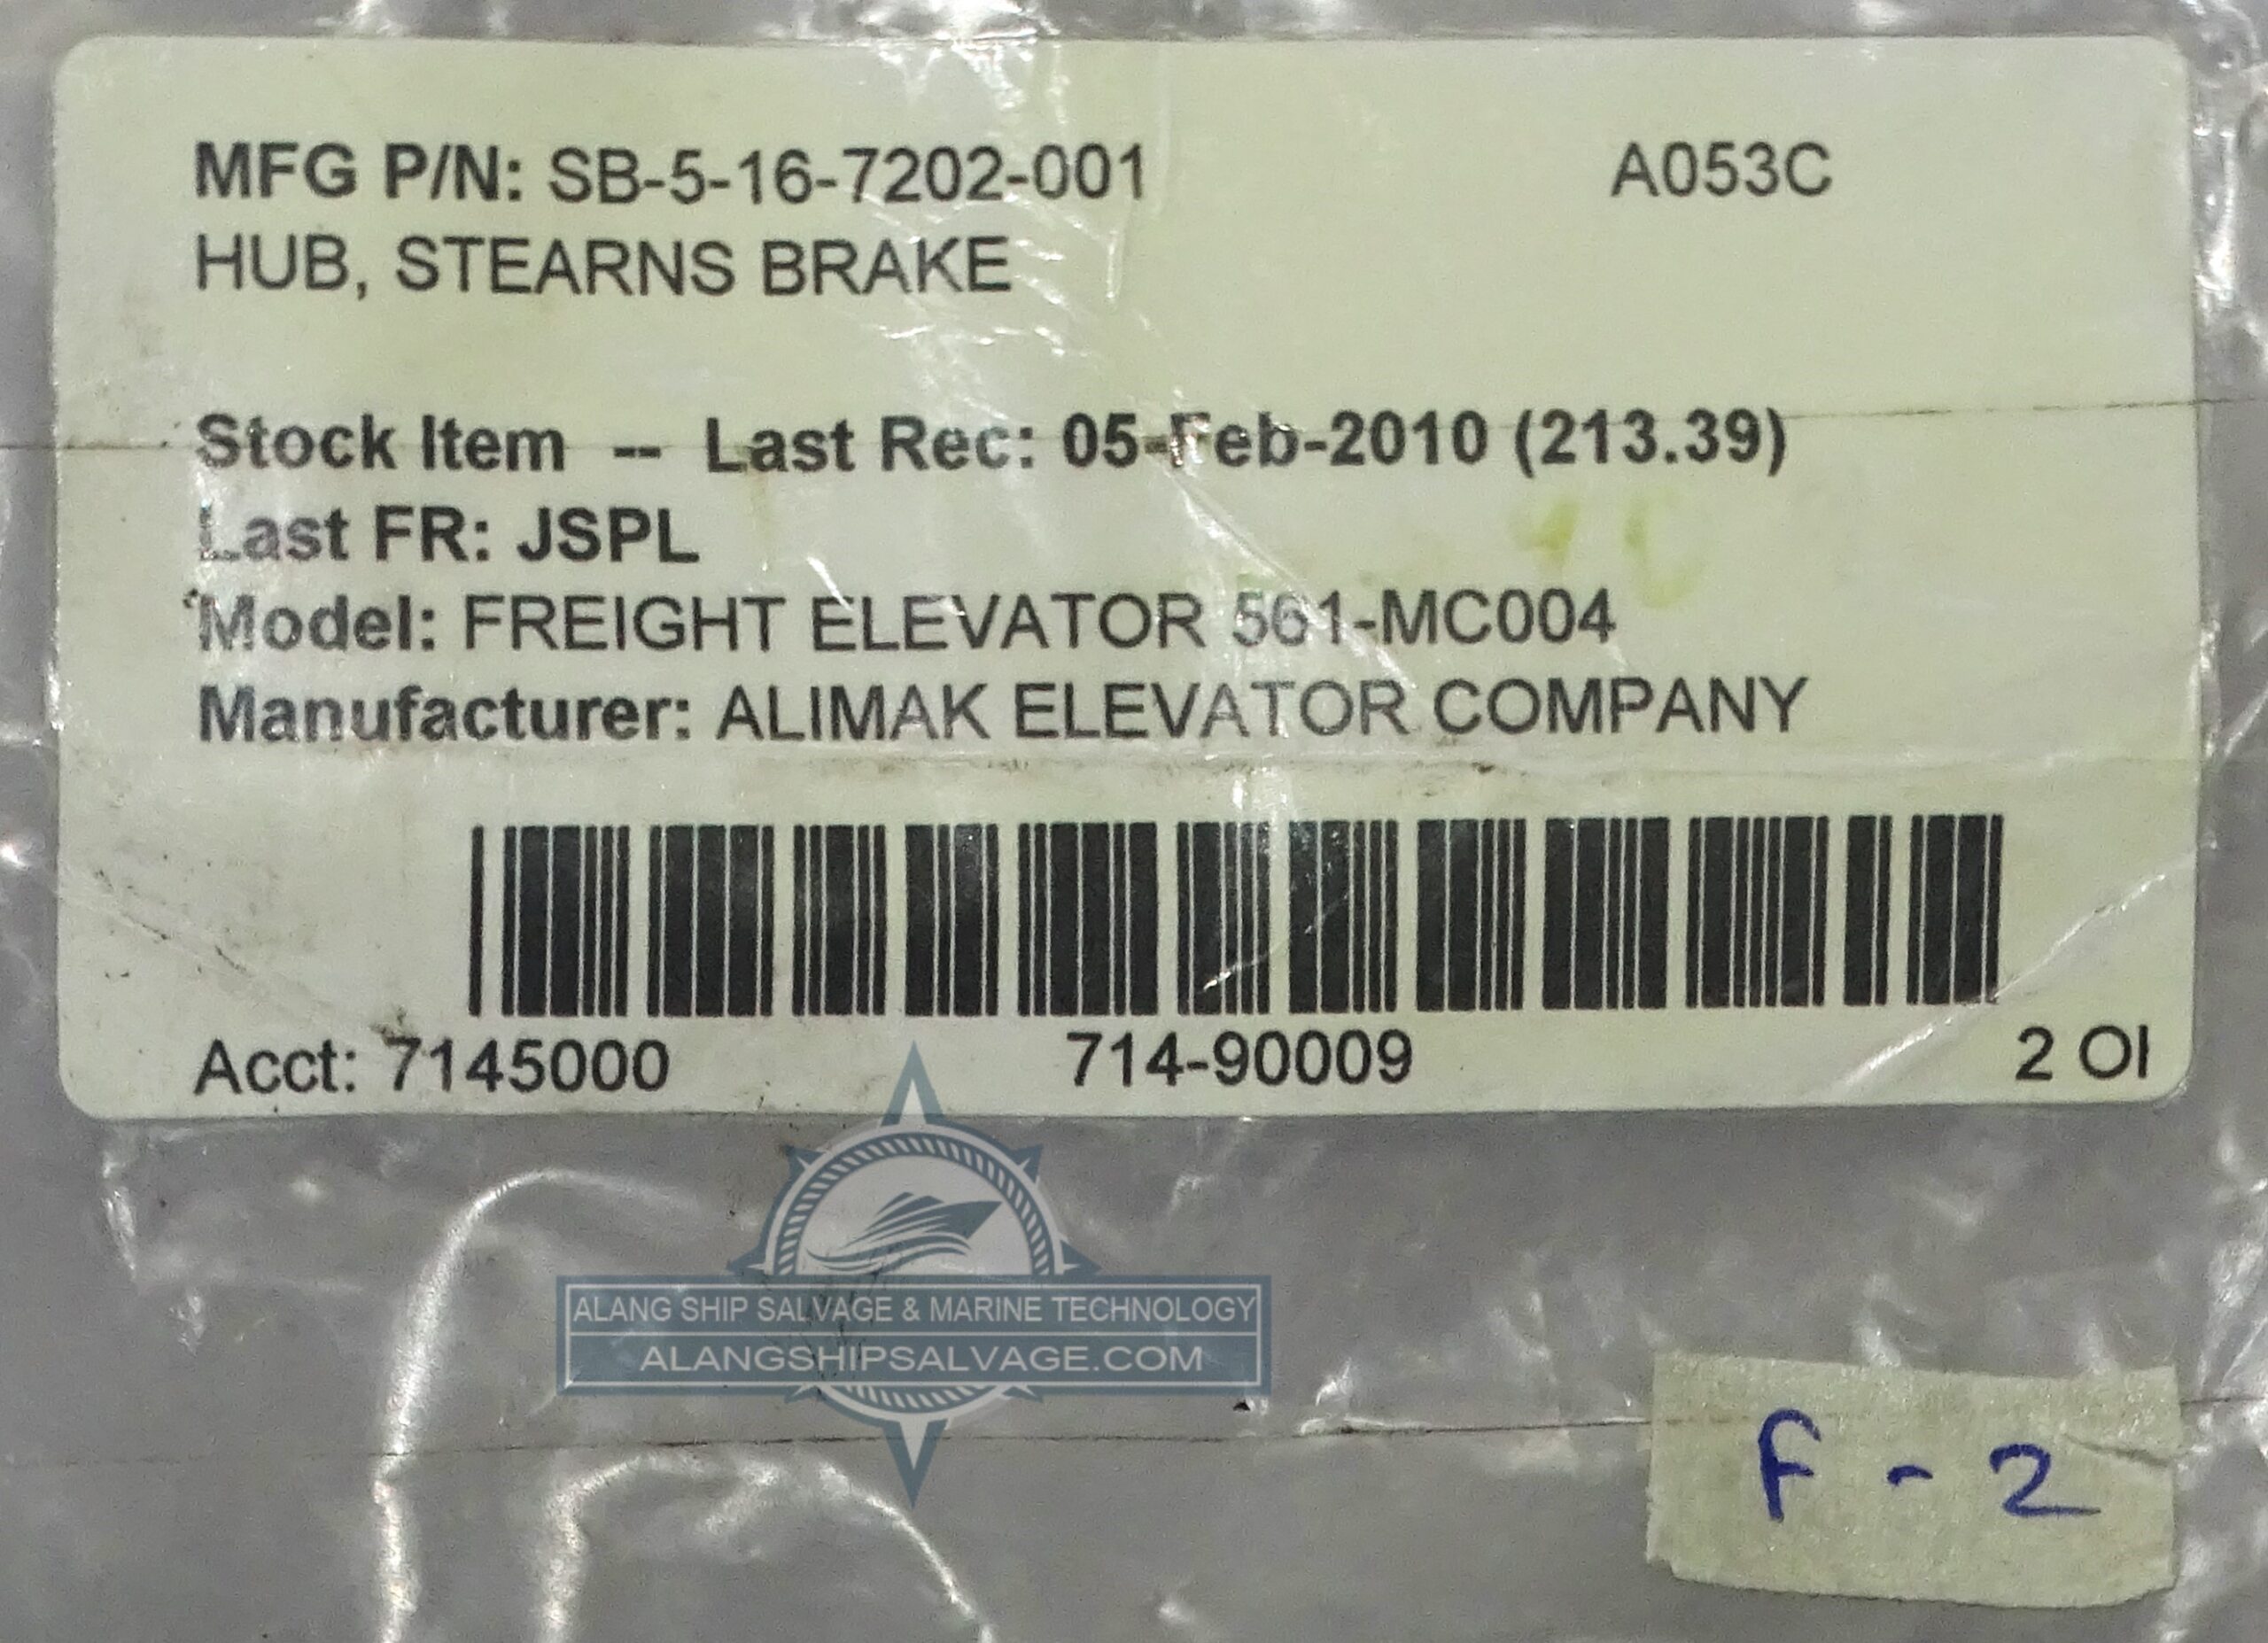 MFG P/N: SB-5-16-7202-001 A053C
HUB, STEARNS BRAKE
Stock Item -- Last Rec: 05-Feb-2010 (213.39)
Last FR: JSPL
Model: FREIGHT ELEVATOR 561-MC004
Manufacturer: ALIMAK ELEVATOR COMPANY
Acct: 7145000 714-90009 2 OI
ALANG SHIP SALVAGE & MARINE TECHNOLOGY
ALANGSHIPSALVAGE.COM
F - 2